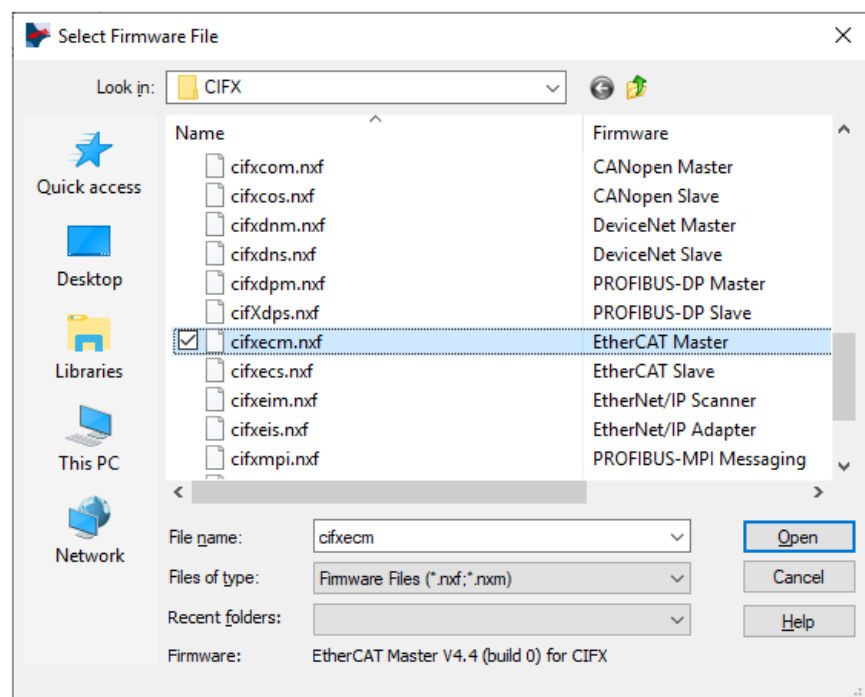 Select Firmware File
Look in: CIFX
Name Firmware
cifxcom.nxf CANopen Master
cifxcos.nxf CANopen Slave
cifxdnm.nxf DeviceNet Master
cifxdns.nxf DeviceNet Slave
cifxdpm.nxf PROFIBUS-DP Master
cifXdps.nxf PROFIBUS-DP Slave
cifxecm.nxf EtherCAT Master
cifxecs.nxf EtherCAT Slave
cifxeim.nxf EtherNet/IP Scanner
cifxeis.nxf EtherNet/IP Adapter
cifxmpi.nxf PROFIBUS-MPI Messaging
Quick access
Desktop
Libraries
This PC
Network
File name: cifxecm Open
Files of type: Firmware Files (*.nxf;*.nxm) Cancel
Recent folders: Help
Firmware: EtherCAT Master V4.4 (build 0) for CIFX